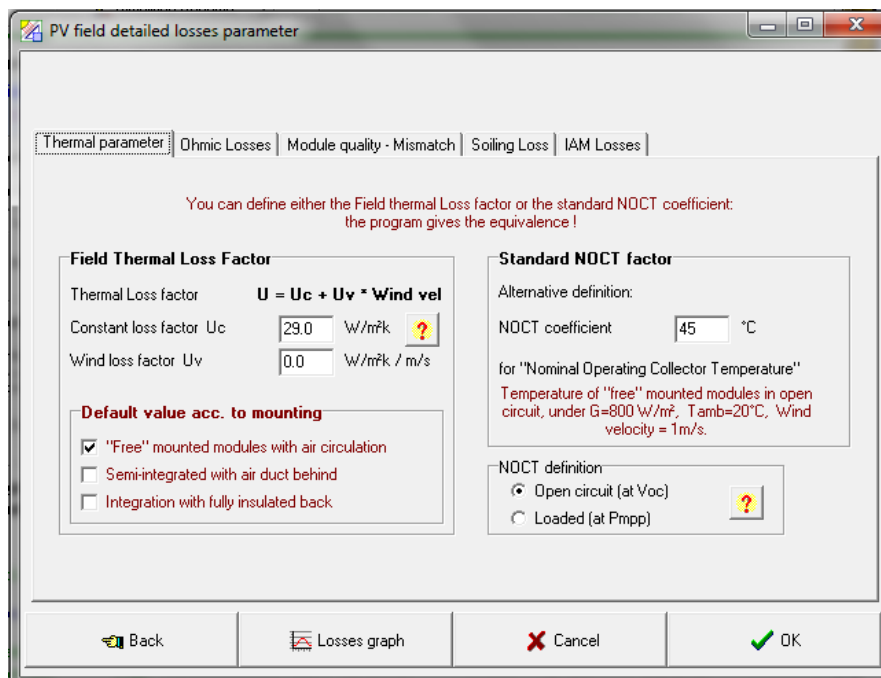 PV field detailed losses parameter
Thermal parameter Ohmic Losses Module quality - Mismatch Soiling Loss IAM Losses
You can define either the Field thermal Loss factor or the standard NOCT coefficient:
the program gives the equivalence !
Field Thermal Loss Factor
Thermal Loss factor U = Uc + Uv * Wind vel
Constant loss factor Uc 29.0 W/m²k ?
Wind loss factor Uv 0.0 W/m²k / m/s
Default value acc. to mounting
"Free" mounted modules with air circulation
Semi-integrated with air duct behind
Integration with fully insulated back
Standard NOCT factor
Alternative definition:
NOCT coefficient 45 °C
for "Nominal Operating Collector Temperature"
Temperature of "free" mounted modules in open
circuit, under G=800 W/m², Tamb=20°C, Wind
velocity = 1m/s.
NOCT definition
Open circuit (at Voc)
Loaded (at Pmpp)
?
Back Losses graph Cancel OK